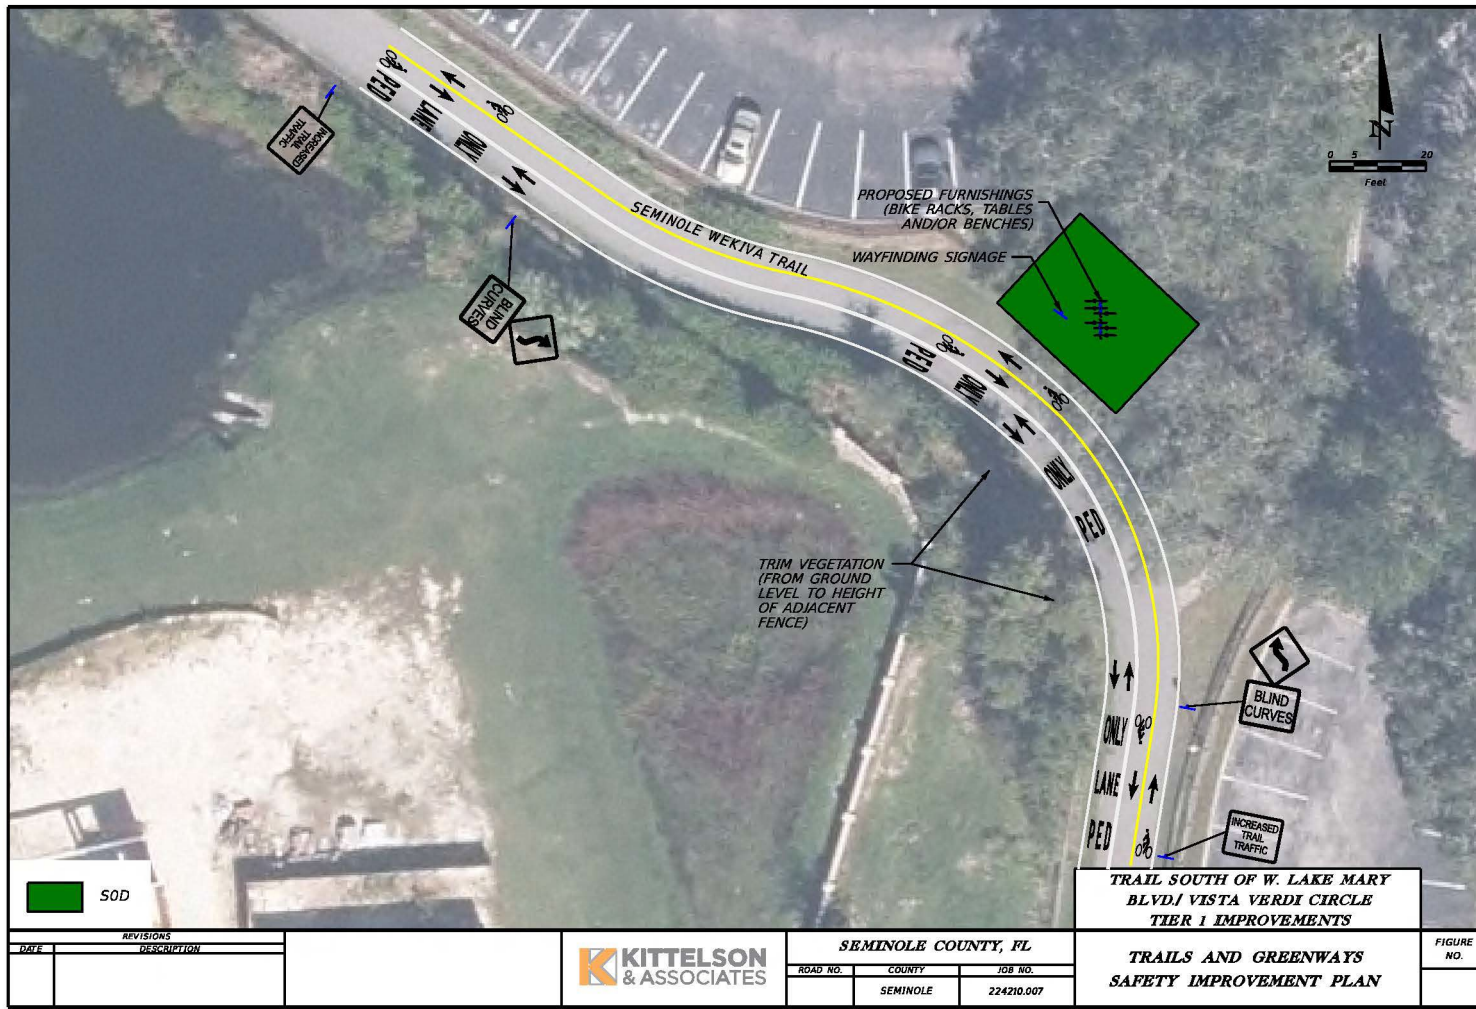 PED
LANE
ONLY
INCREASED
TRAIL
TRAFFIC
SEMINOLE WEKIVA TRAIL
N
0 5 20
Feet
PROPOSED FURNISHINGS
(BIKE RACKS, TABLES
AND/OR BENCHES)
WAYFINDING SIGNAGE
BLIND
CURVES
PED
ONLY
ONLY
PED
TRIM VEGETATION
(FROM GROUND
LEVEL TO HEIGHT
OF ADJACENT
FENCE)
BLIND
CURVES
ONLY
LANE
PED
INCREASED
TRAIL
TRAFFIC
SOD
TRAIL SOUTH OF W. LAKE MARY
BLVD./ VISTA VERDI CIRCLE
TIER 1 IMPROVEMENTS
REVISIONS
DATE DESCRIPTION
KITTELSON
& ASSOCIATES
SEMINOLE COUNTY, FL
ROAD NO. COUNTY JOB NO.
SEMINOLE 224210.007
TRAILS AND GREENWAYS
SAFETY IMPROVEMENT PLAN
FIGURE
NO.